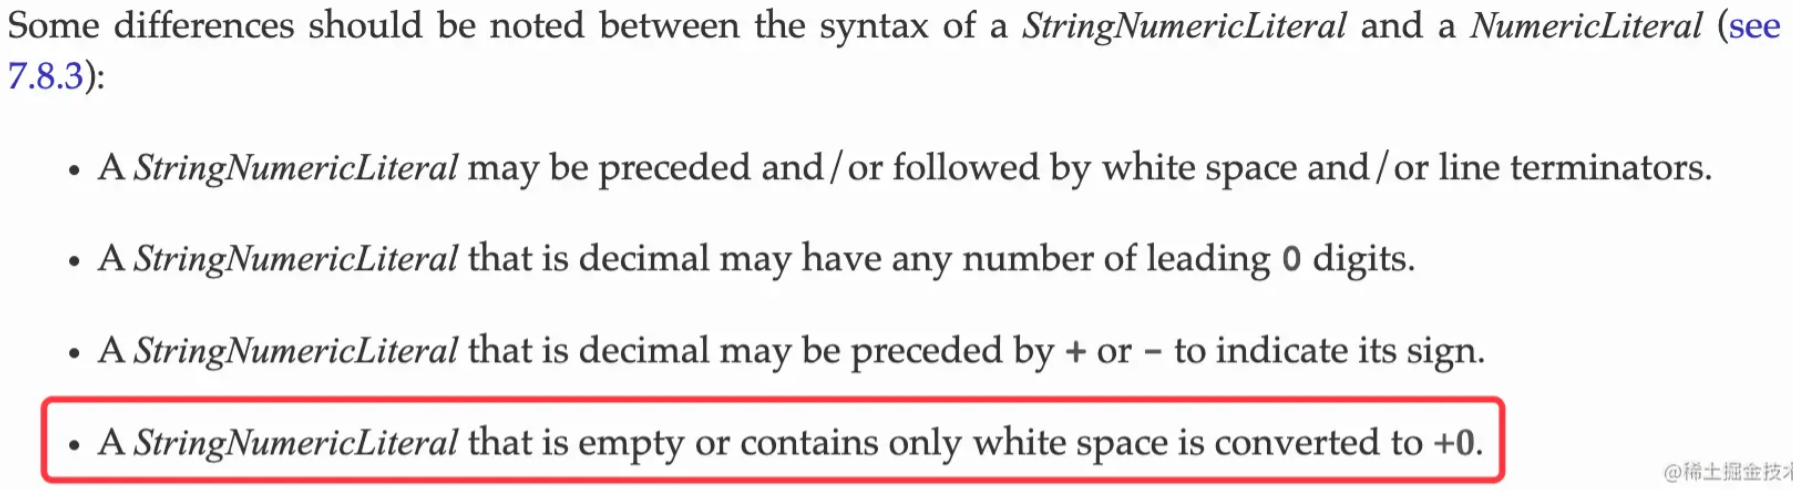 Some differences should be noted between the syntax of a StringNumericLiteral and a NumericLiteral (see
7.8.3):
• A StringNumericLiteral may be preceded and/or followed by white space and/or line terminators.
• A StringNumericLiteral that is decimal may have any number of leading 0 digits.
• A StringNumericLiteral that is decimal may be preceded by + or - to indicate its sign.
• A StringNumericLiteral that is empty or contains only white space is converted to +0.
@稀土掘金技术